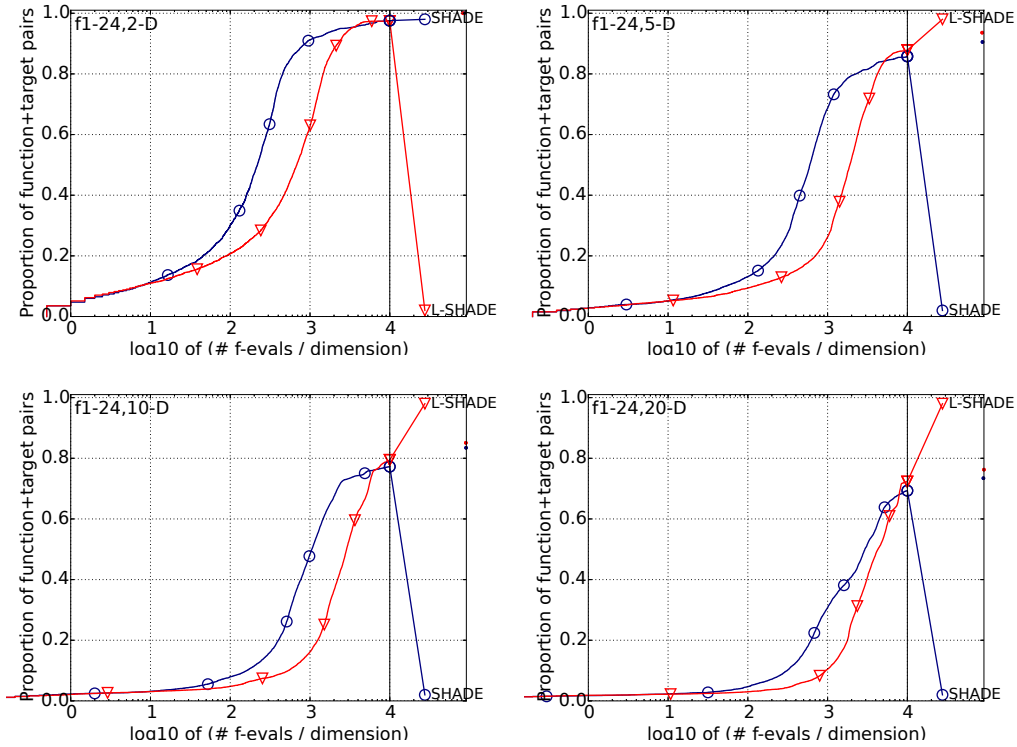 f1-24,2-D
Proportion of function+target pairs
1.0
0.8
0.6
0.4
0.2
0.0
0 1 2 3 4
log10 of (# f-evals / dimension)
SHADE
L-SHADE
f1-24,5-D
Proportion of function+target pairs
1.0
0.8
0.6
0.4
0.2
0.0
0 1 2 3 4
log10 of (# f-evals / dimension)
L-SHADE
SHADE
f1-24,10-D
Proportion of function+target pairs
1.0
0.8
0.6
0.4
0.2
0.0
0 1 2 3 4
log10 of (# f-evals / dimension)
L-SHADE
SHADE
f1-24,20-D
Proportion of function+target pairs
1.0
0.8
0.6
0.4
0.2
0.0
0 1 2 3 4
log10 of (# f-evals / dimension)
L-SHADE
SHADE